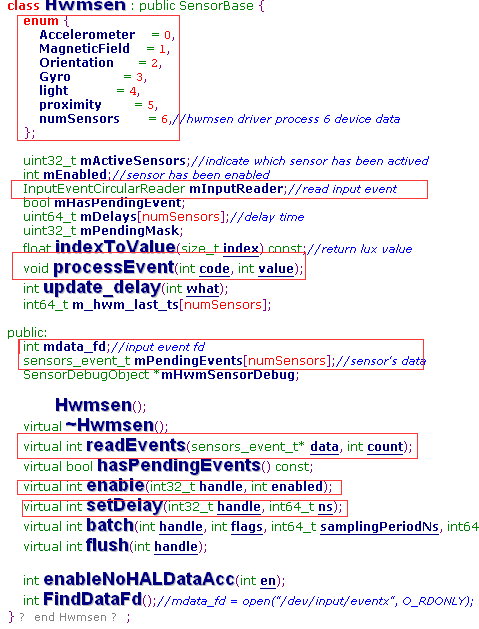 class Hwmsen : public SensorBase {
enum {
Accelerometer = 0,
MagneticField = 1,
Orientation = 2,
Gyro = 3,
light = 4,
proximity = 5,
numSensors = 6,//hwmsen driver process 6 device data
};
uint32_t mActiveSensors;//indicate which sensor has been actived
int mEnabled;//sensor has been enabled
InputEventCircularReader mInputReader;//read input event
bool mHasPendingEvent;
uint64_t mDelays[numSensors];//delay time
uint32_t mPendingMask;
float indexToValue(size_t index) const;//return lux value
void processEvent(int code, int value);
int update_delay(int what);
int64_t m_hwm_last_ts[numSensors];
public:
int mdata_fd;//input event fd
sensors_event_t mPendingEvents[numSensors];//sensor's data
SensorDebugObject *mHwmSensorDebug;
Hwmsen();
virtual ~Hwmsen();
virtual int readEvents(sensors_event_t* data, int count);
virtual bool hasPendingEvents() const;
virtual int enable(int32_t handle, int enabled);
virtual int setDelay(int32_t handle, int64_t ns);
virtual int batch(int handle, int flags, int64_t samplingPeriodNs, int64
virtual int flush(int handle);
int enableNoHALDataAcc(int en);
int FindDataFd();//mdata_fd = open("/dev/input/eventx", O_RDONLY);
} ? end Hwmsen ? ;